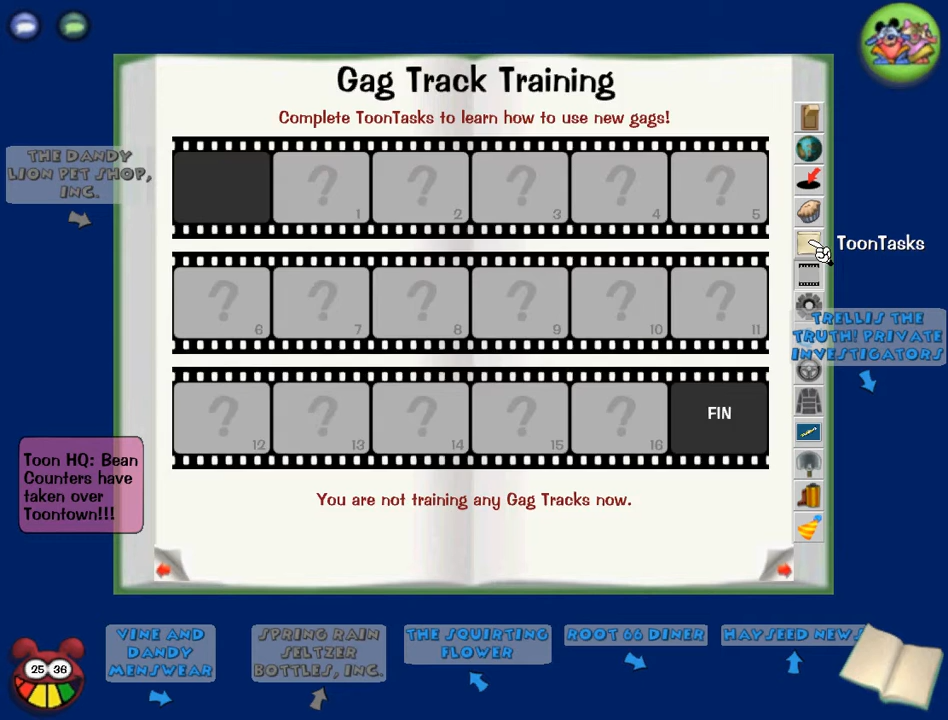 Gag Track Training
Complete ToonTasks to learn how to use new gags!
THE DANDY
LION PET SHOP,
INC.
? 1
? 2
? 3
? 4
? 5
ToonTasks
? 6
? 7
? 8
? 9
? 10
? 11
TRELLIS THE
TRUTH! PRIVATE
INVESTIGATORS
? 12
? 13
? 14
? 15
? 16
FIN
Toon HQ: Bean
Counters have
taken over
Toontown!!!
You are not training any Gag Tracks now.
VINE AND
DANDY
MENSWEAR
SPRING RAIN
SELTZER
BOTTLES, INC.
THE SQUIRTING
FLOWER
ROOT 66 DINER
HAYSEED NEWS
25 36